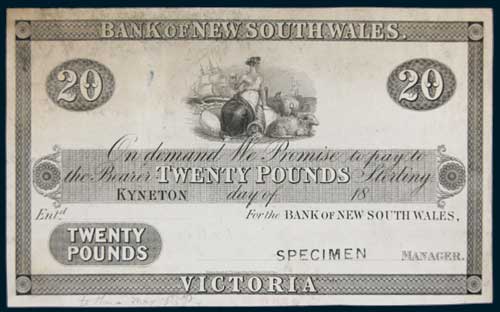 BANK OF NEW SOUTH WALES.
20 20
On demand We Promise to pay to
the Bearer TWENTY POUNDS Sterling
KYNETON day of 18
Ent.d For the BANK OF NEW SOUTH WALES,
TWENTY
POUNDS
SPECIMEN MANAGER.
VICTORIA